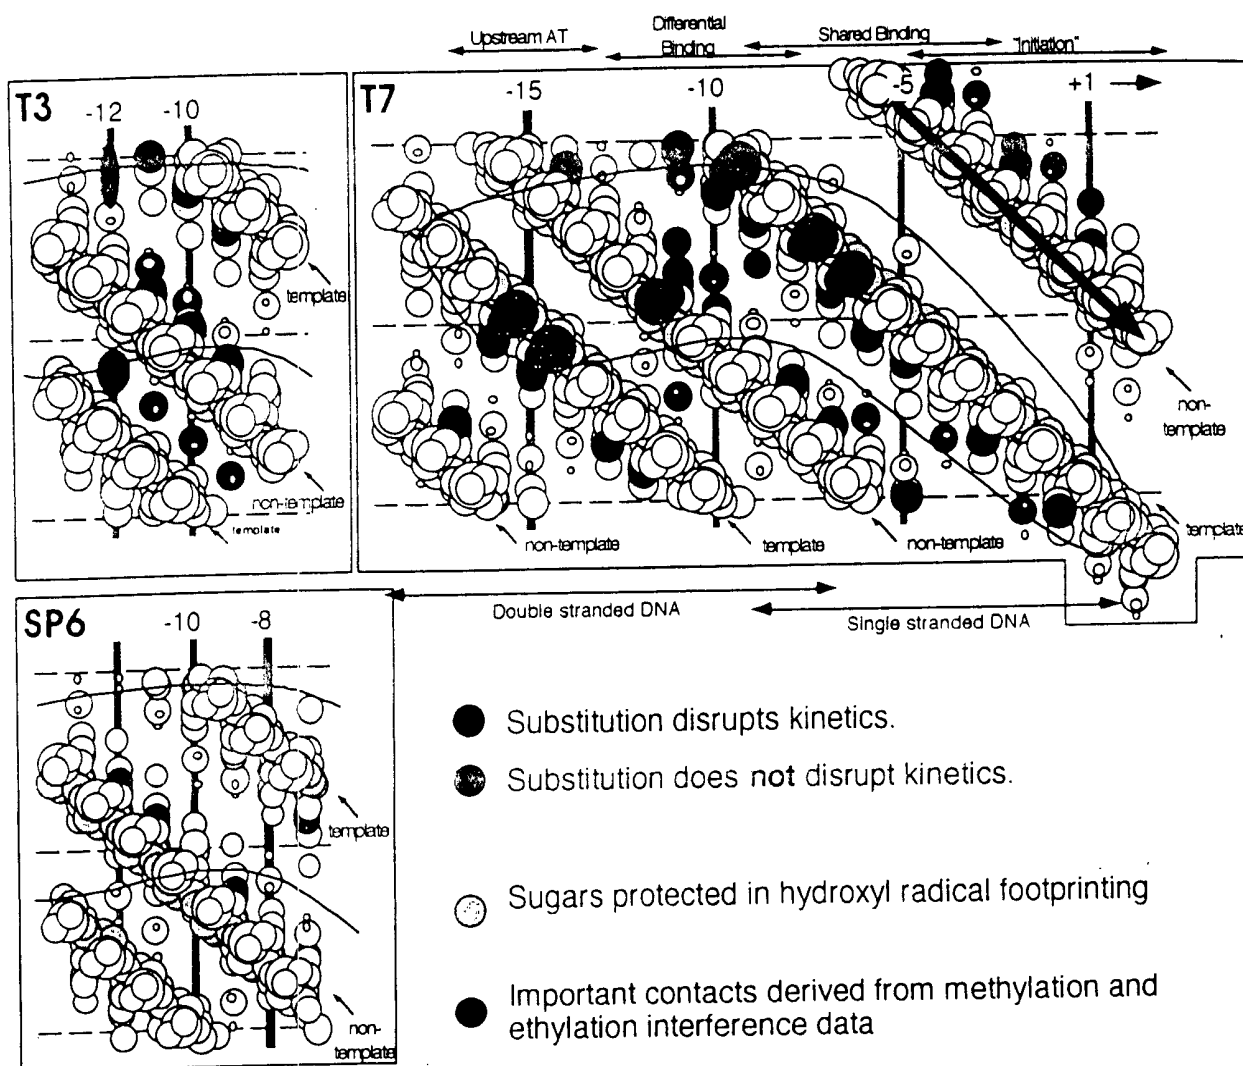 Upstream AT
Differential
Binding
Shared Binding
"Initiation"
T3
-12
-10
template
non-template
template
T7
-15
-10
-5
+1
non-
template
template
non-template
template
non-template
Double stranded DNA
Single stranded DNA
SP6
-10
-8
template
non-
template
Substitution disrupts kinetics.
Substitution does not disrupt kinetics.
Sugars protected in hydroxyl radical footprinting
Important contacts derived from methylation and
ethylation interference data